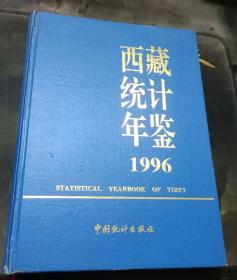 西藏
统计
年鉴
1996
STATISTICAL YEARBOOK OF TIBET
中国统计出版社